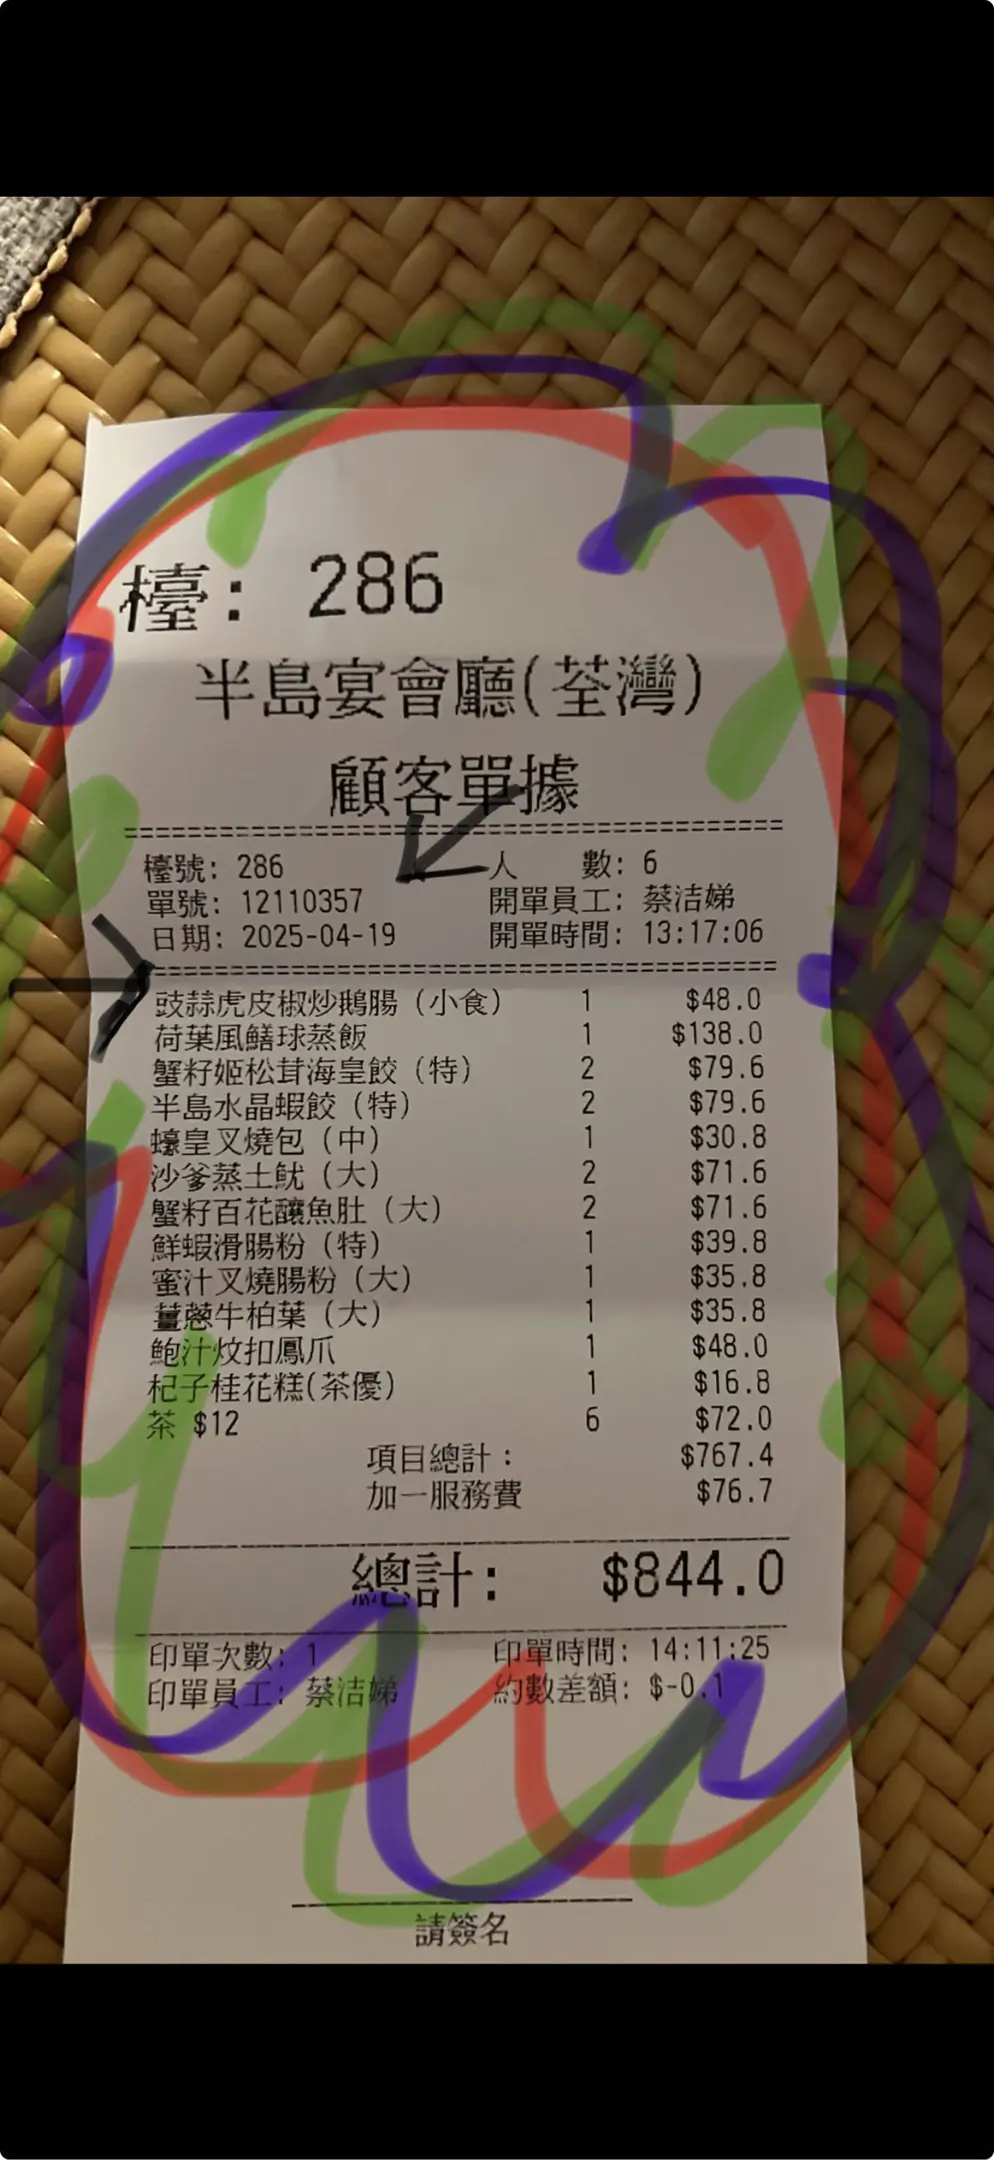 檯: 286
半島宴會廳(荃灣)
顧客單據
檯號: 286 人 數: 6
單號: 12110357 開單員工: 蔡洁娣
日期: 2025-04-19 開單時間: 13:17:06
豉蒜虎皮椒炒鵝腸 (小食) 1 $48.0
荷葉風鱔球蒸飯 1 $138.0
蟹籽姬松茸海皇餃 (特) 2 $79.6
半島水晶蝦餃 (特) 2 $79.6
蠔皇叉燒包 (中) 1 $30.8
沙爹蒸土魷 (大) 2 $71.6
蟹籽百花釀魚肚 (大) 2 $71.6
鮮蝦滑腸粉 (特) 1 $39.8
蜜汁叉燒腸粉 (大) 1 $35.8
薑蔥牛柏葉 (大) 1 $35.8
鮑汁炆扣鳳爪 1 $48.0
杞子桂花糕(茶優) 1 $16.8
茶 $12 6 $72.0
項目總計: $767.4
加一服務費 $76.7
總計: $844.0
印單次數: 1 印單時間: 14:11:25
印單員工: 蔡洁娣 約數差額: $-0.1
請簽名